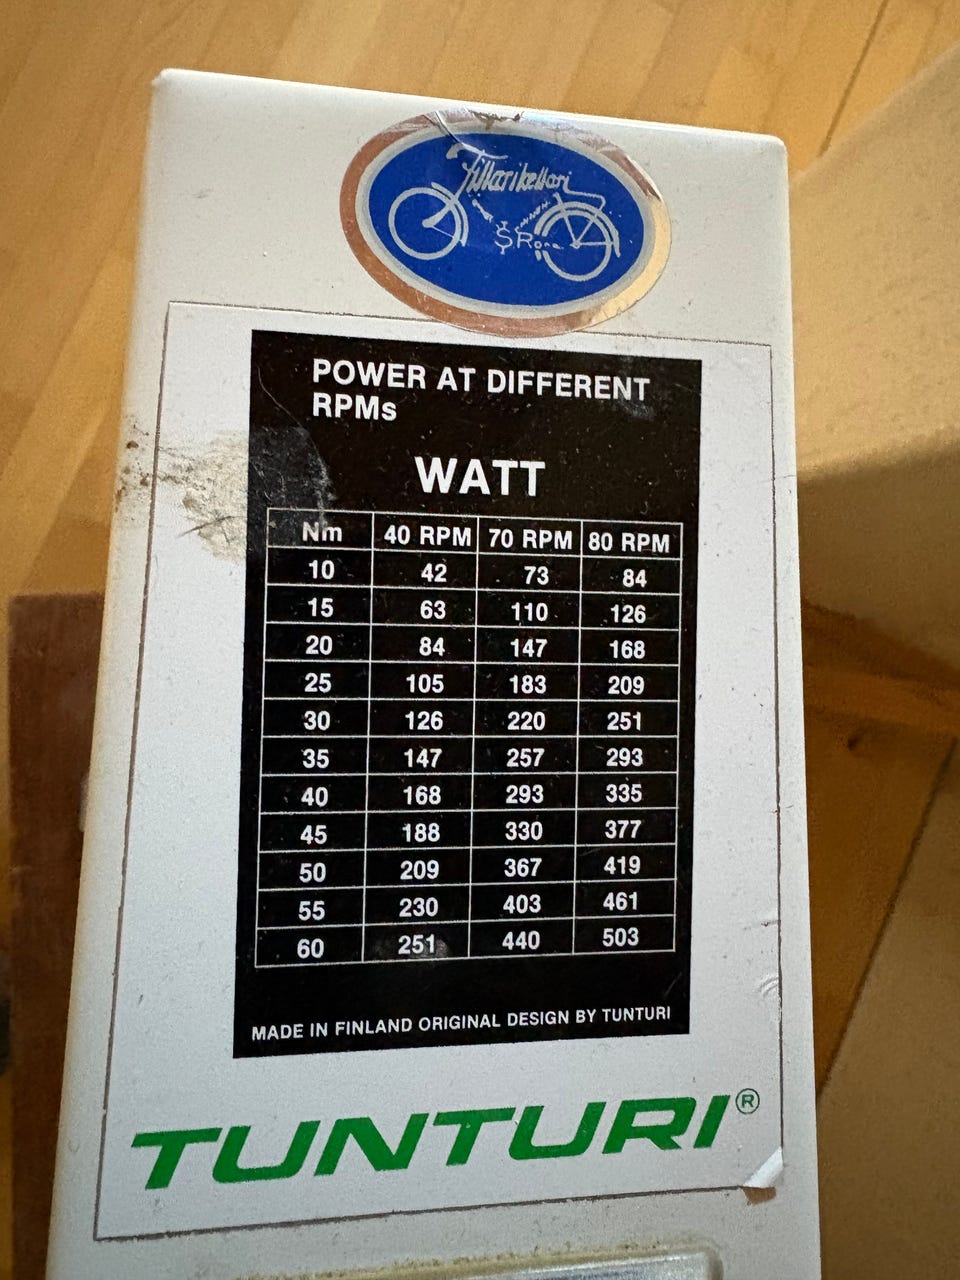 Fillarikellari
POWER AT DIFFERENT
RPMs
WATT
Nm 40 RPM 70 RPM 80 RPM
10 42 73 84
15 63 110 126
20 84 147 168
25 105 183 209
30 126 220 251
35 147 257 293
40 168 293 335
45 188 330 377
50 209 367 419
55 230 403 461
60 251 440 503
MADE IN FINLAND ORIGINAL DESIGN BY TUNTURI
TUNTURI®